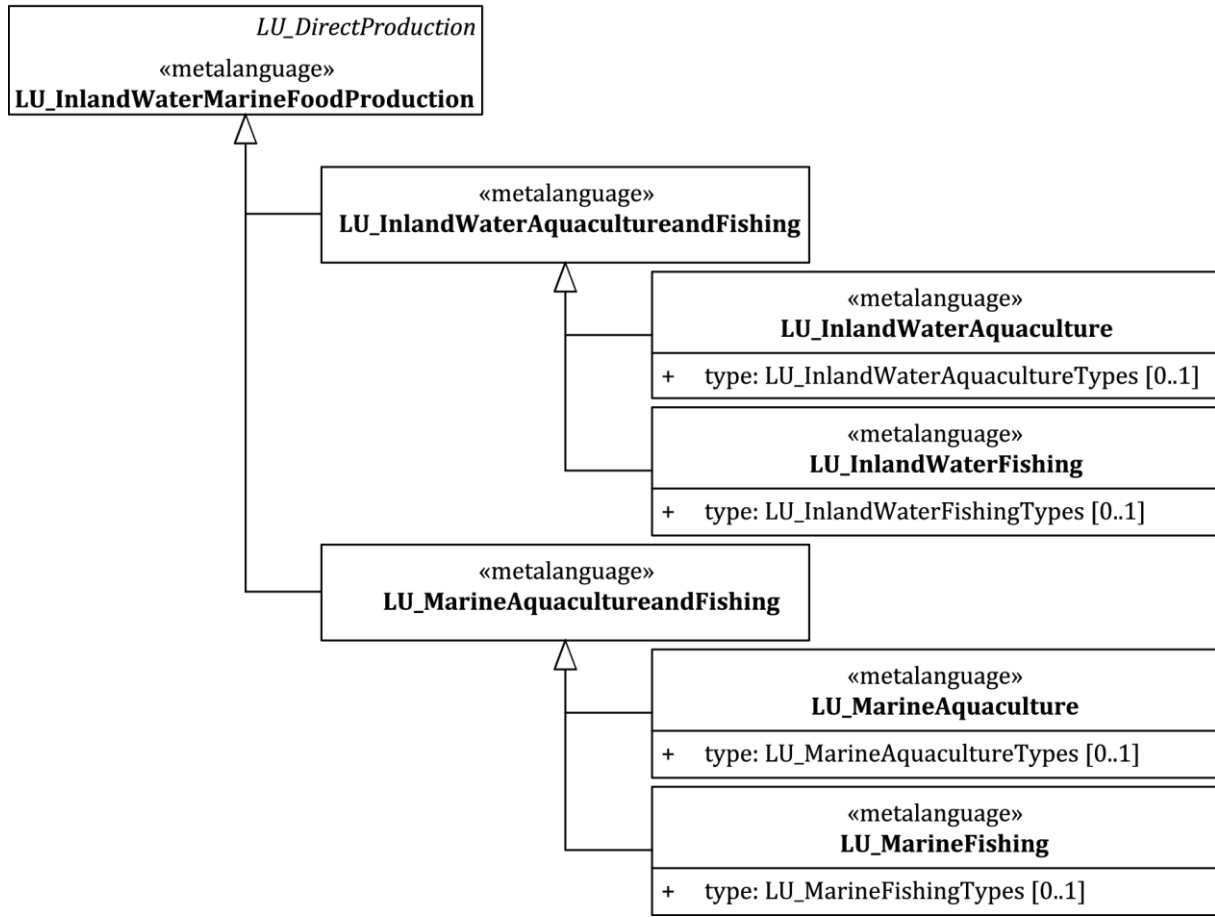 LU_DirectProduction
«metalanguage»
LU_InlandWaterMarineFoodProduction
«metalanguage»
LU_InlandWaterAquacultureandFishing
«metalanguage»
LU_InlandWaterAquaculture
+ type: LU_InlandWaterAquacultureTypes [0..1]
«metalanguage»
LU_InlandWaterFishing
+ type: LU_InlandWaterFishingTypes [0..1]
«metalanguage»
LU_MarineAquacultureandFishing
«metalanguage»
LU_MarineAquaculture
+ type: LU_MarineAquacultureTypes [0..1]
«metalanguage»
LU_MarineFishing
+ type: LU_MarineFishingTypes [0..1]